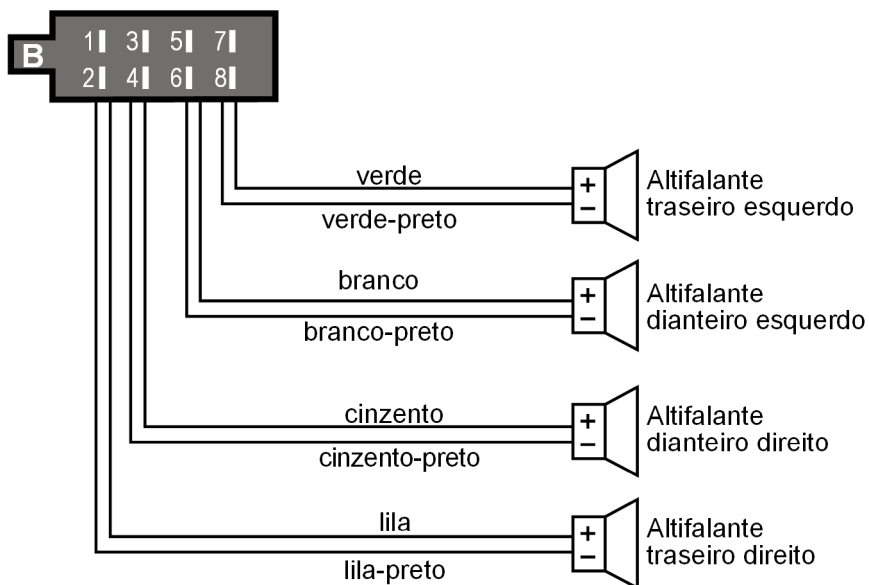 B
1 3 5 7
2 4 6 8
verde
+
−
Altifalante
traseiro esquerdo
verde-preto
branco
+
−
Altifalante
dianteiro esquerdo
branco-preto
cinzento
+
−
Altifalante
dianteiro direito
cinzento-preto
lila
+
−
Altifalante
traseiro direito
lila-preto